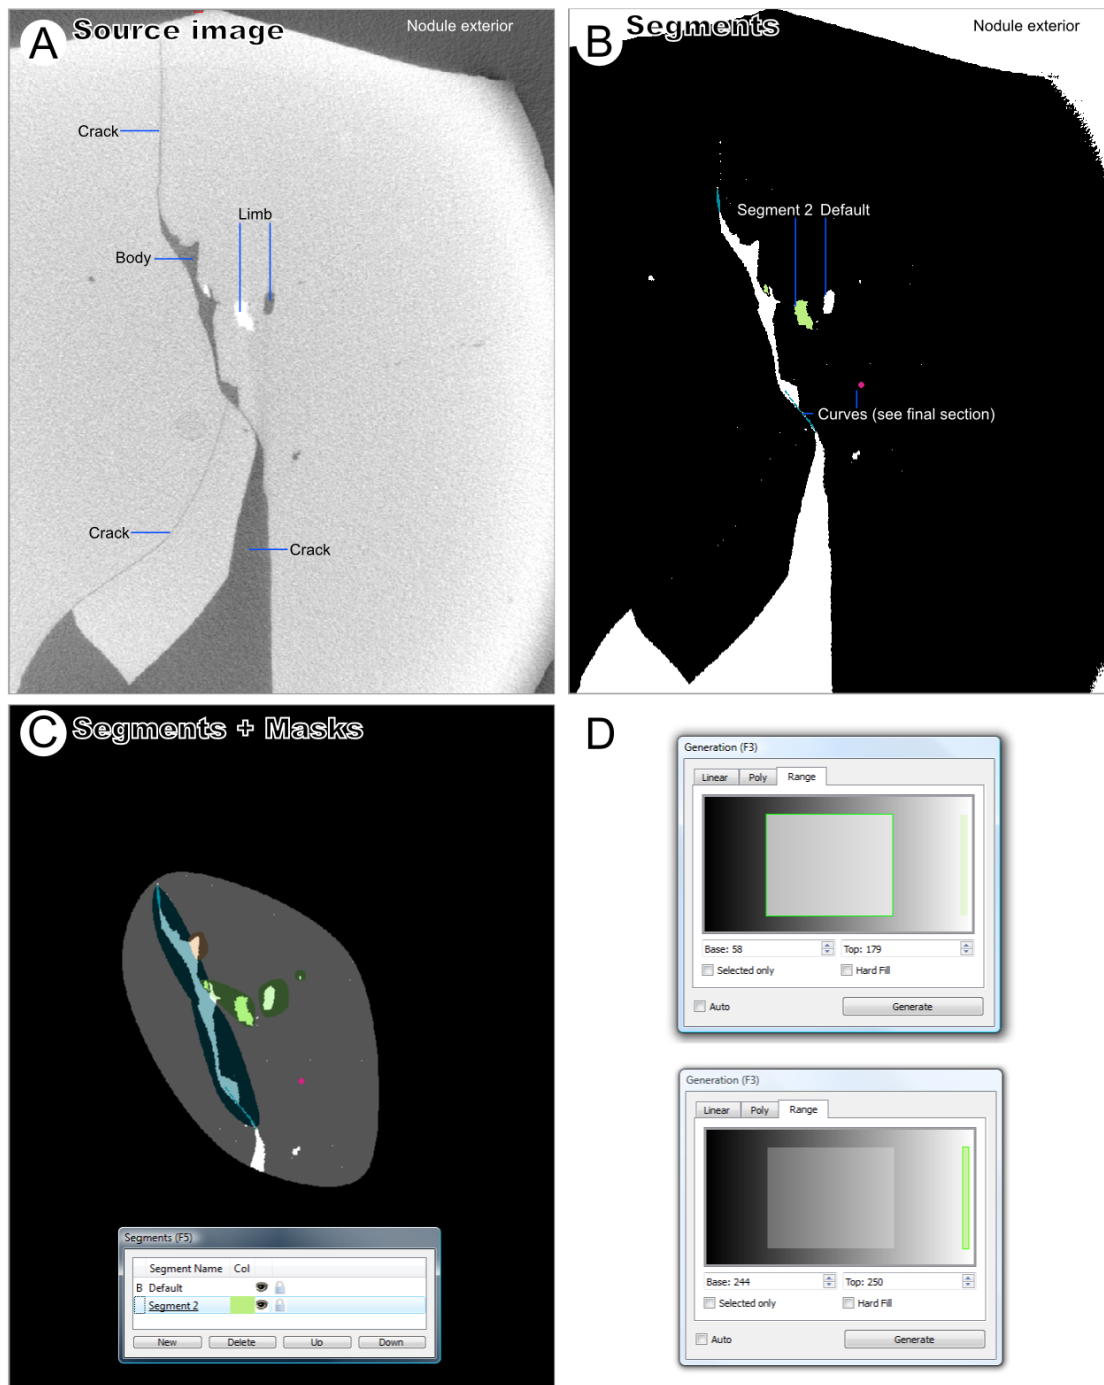 A Source image
Nodule exterior
Crack
Limb
Body
Crack
Crack
B Segments
Nodule exterior
Segment 2 Default
Curves (see final section)
C Segments + Masks
Segments (F5)
Segment Name Col
B Default
Segment 2
New Delete Up Down
D
Generation (F3)
Linear Poly Range
Base: 58 Top: 179
Selected only Hard Fill
Auto Generate
Generation (F3)
Linear Poly Range
Base: 244 Top: 250
Selected only Hard Fill
Auto Generate